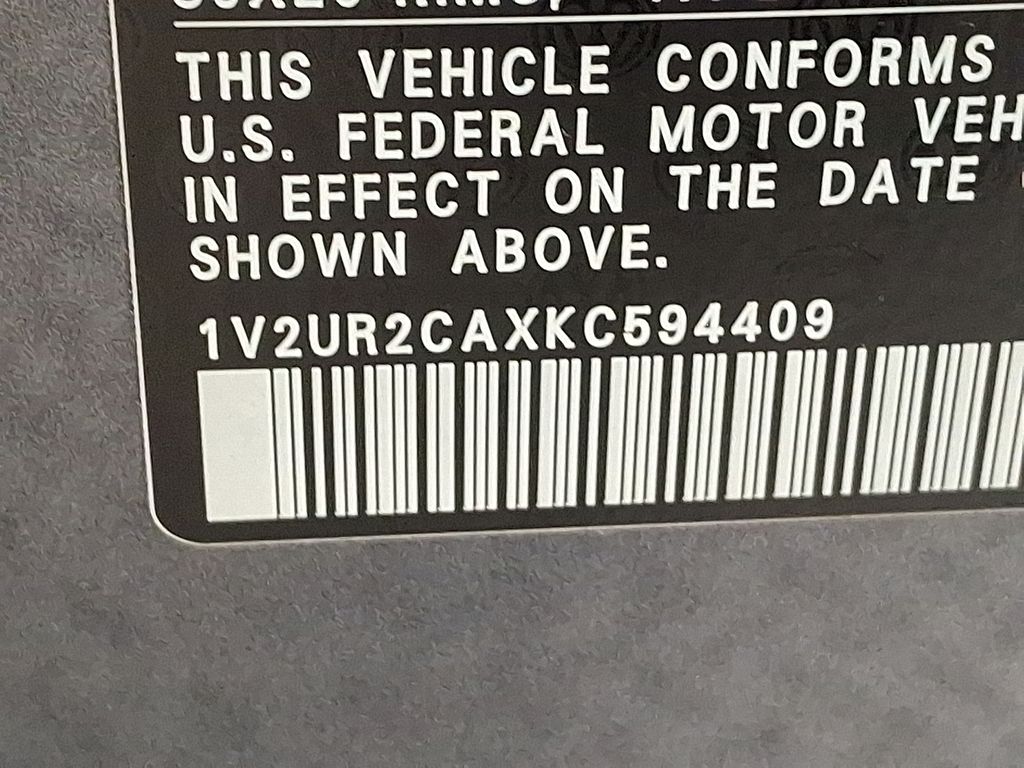 THIS VEHICLE CONFORMS
U.S. FEDERAL MOTOR VEH
IN EFFECT ON THE DATE
SHOWN ABOVE.
1V2UR2CAXKC594409